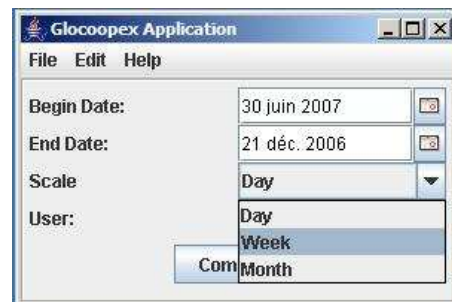 Glocoopex Application
File Edit Help
Begin Date: 30 juin 2007
End Date: 21 déc. 2006
Scale Day
User: Day
Week
Com Month